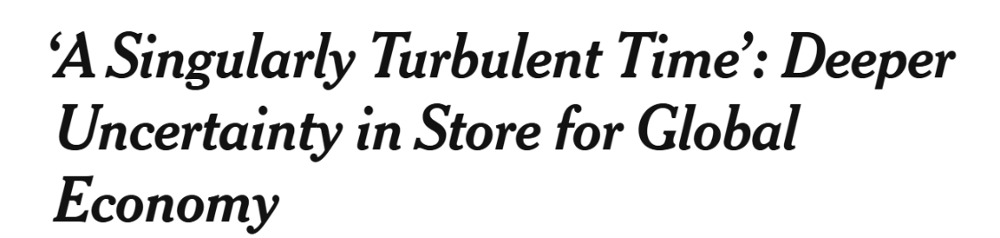 ‘A Singularly Turbulent Time’: Deeper
Uncertainty in Store for Global
Economy